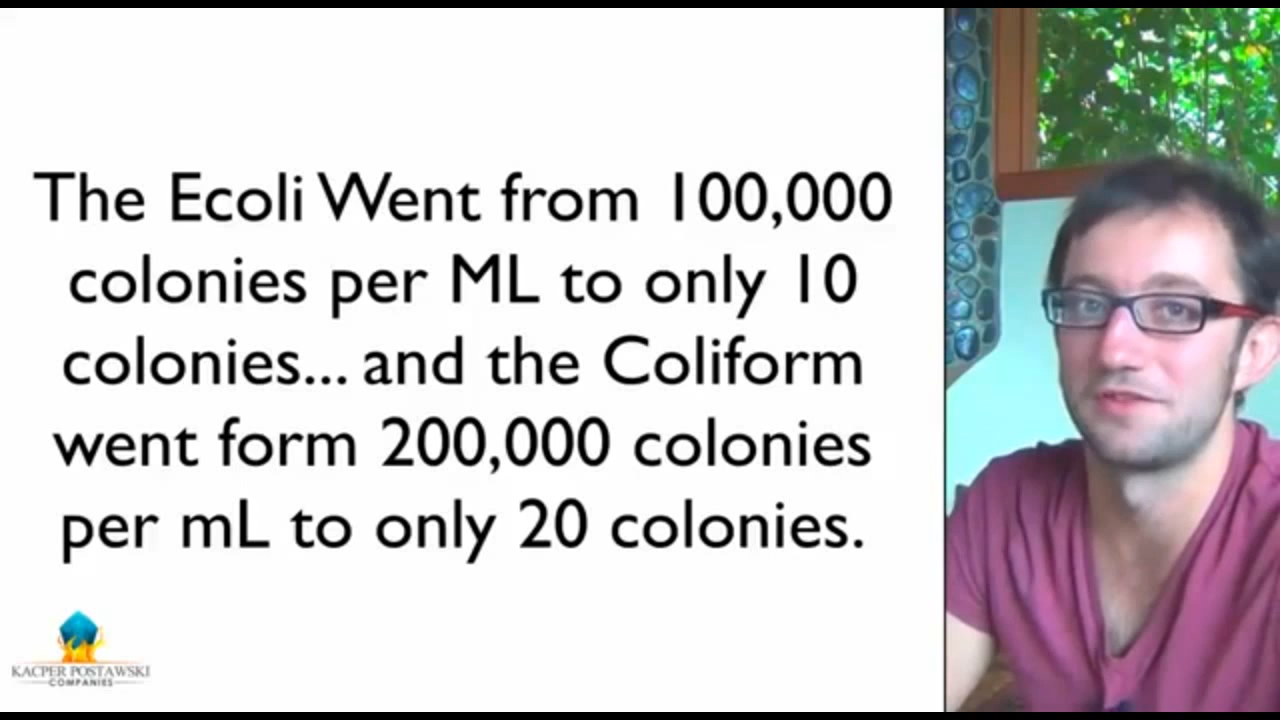 The Ecoli Went from 100,000
colonies per ML to only 10
colonies... and the Coliform
went form 200,000 colonies
per mL to only 20 colonies.
KACPER POSTAWSKI
COMPANIES